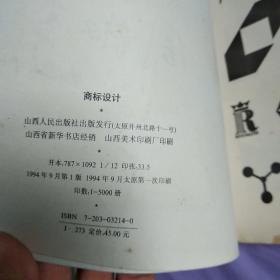 商标设计
山西人民出版社出版发行(太原并州北路十一号)
山西省新华书店经销 山西美术印刷厂印刷
开本:787×1092 1/12 印张:33.5
1994年9月第1版 1994年9月太原第一次印刷
印数:1-5000册
ISBN 7-203-03214-0
J·273 定价:45.00元
R